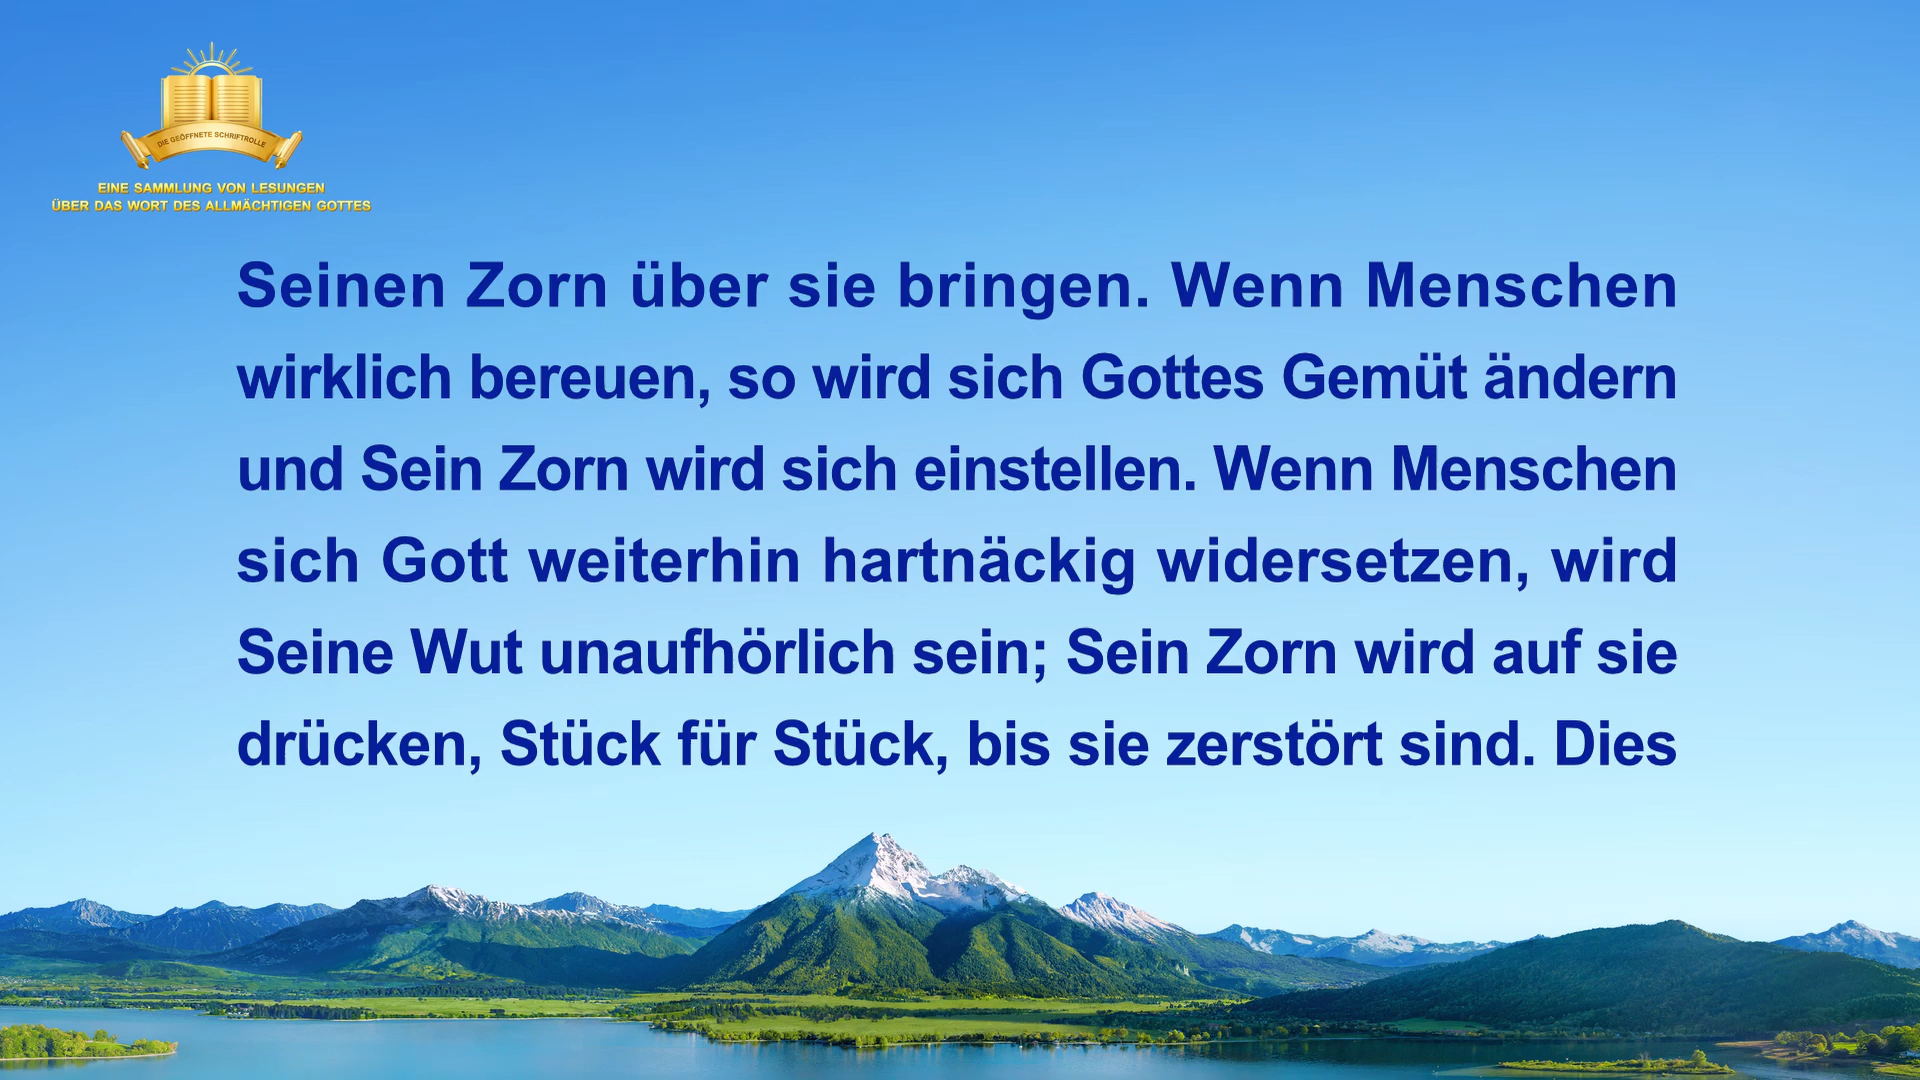 DIE GEÖFFNETE SCHRIFTROLLE
EINE SAMMLUNG VON LESUNGEN
ÜBER DAS WORT DES ALLMÄCHTIGEN GOTTES
Seinen Zorn über sie bringen. Wenn Menschen
wirklich bereuen, so wird sich Gottes Gemüt ändern
und Sein Zorn wird sich einstellen. Wenn Menschen
sich Gott weiterhin hartnäckig widersetzen, wird
Seine Wut unaufhörlich sein; Sein Zorn wird auf sie
drücken, Stück für Stück, bis sie zerstört sind. Dies